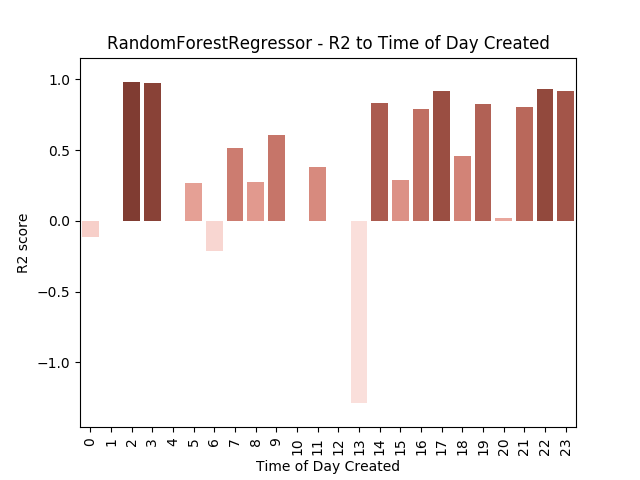 RandomForestRegressor - R2 to Time of Day Created
1.0
0.5
0.0
−0.5
−1.0
R2 score
0 1 2 3 4 5 6 7 8 9 10 11 12 13 14 15 16 17 18 19 20 21 22 23
Time of Day Created